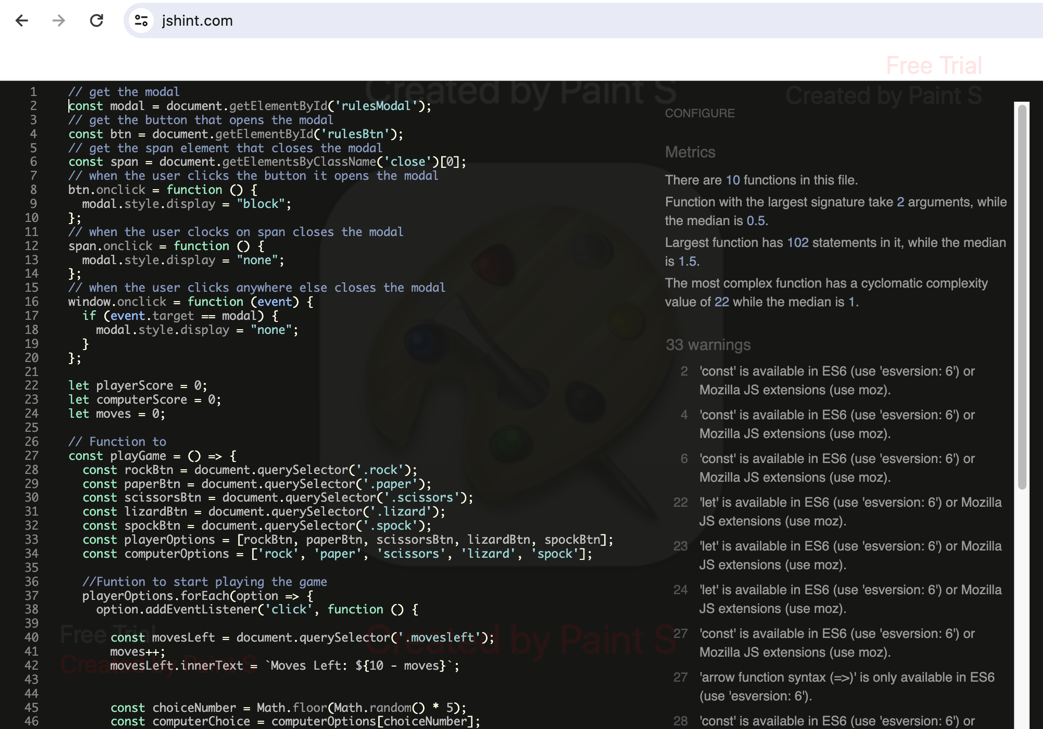 jshint.com
Free Trial
Created by Paint S
Created by Paint S
1 // get the modal
2 const modal = document.getElementById('rulesModal');
3 // get the button that opens the modal
4 const btn = document.getElementById('rulesBtn');
5 // get the span element that closes the modal
6 const span = document.getElementsByClassName('close')[0];
7 // when the user clicks the button it opens the modal
8 btn.onclick = function () {
9 modal.style.display = "block";
10 };
11 // when the user clocks on span closes the modal
12 span.onclick = function () {
13 modal.style.display = "none";
14 };
15 // when the user clicks anywhere else closes the modal
16 window.onclick = function (event) {
17 if (event.target == modal) {
18 modal.style.display = "none";
19 }
20 };
21
22 let playerScore = 0;
23 let computerScore = 0;
24 let moves = 0;
25
26 // Function to
27 const playGame = () => {
28 const rockBtn = document.querySelector('.rock');
29 const paperBtn = document.querySelector('.paper');
30 const scissorsBtn = document.querySelector('.scissors');
31 const lizardBtn = document.querySelector('.lizard');
32 const spockBtn = document.querySelector('.spock');
33 const playerOptions = [rockBtn, paperBtn, scissorsBtn, lizardBtn, spockBtn];
34 const computerOptions = ['rock', 'paper', 'scissors', 'lizard', 'spock'];
35
36 //Funtion to start playing the game
37 playerOptions.forEach(option => {
38 option.addEventListener('click', function () {
39
40 const movesLeft = document.querySelector('.movesleft');
41 moves++;
42 movesLeft.innerText = `Moves Left: ${10 - moves}`;
43
44
45 const choiceNumber = Math.floor(Math.random() * 5);
46 const computerChoice = computerOptions[choiceNumber];
Free Trial
Created by Paint S
Created by Paint S
CONFIGURE
Metrics
There are 10 functions in this file.
Function with the largest signature take 2 arguments, while
the median is 0.5.
Largest function has 102 statements in it, while the median
is 1.5.
The most complex function has a cyclomatic complexity
value of 22 while the median is 1.
33 warnings
2 'const' is available in ES6 (use 'esversion: 6') or
Mozilla JS extensions (use moz).
4 'const' is available in ES6 (use 'esversion: 6') or
Mozilla JS extensions (use moz).
6 'const' is available in ES6 (use 'esversion: 6') or
Mozilla JS extensions (use moz).
22 'let' is available in ES6 (use 'esversion: 6') or Mozilla
JS extensions (use moz).
23 'let' is available in ES6 (use 'esversion: 6') or Mozilla
JS extensions (use moz).
24 'let' is available in ES6 (use 'esversion: 6') or Mozilla
JS extensions (use moz).
27 'const' is available in ES6 (use 'esversion: 6') or
Mozilla JS extensions (use moz).
27 'arrow function syntax (=>)' is only available in ES6
(use 'esversion: 6').
28 'const' is available in ES6 (use 'esversion: 6') or